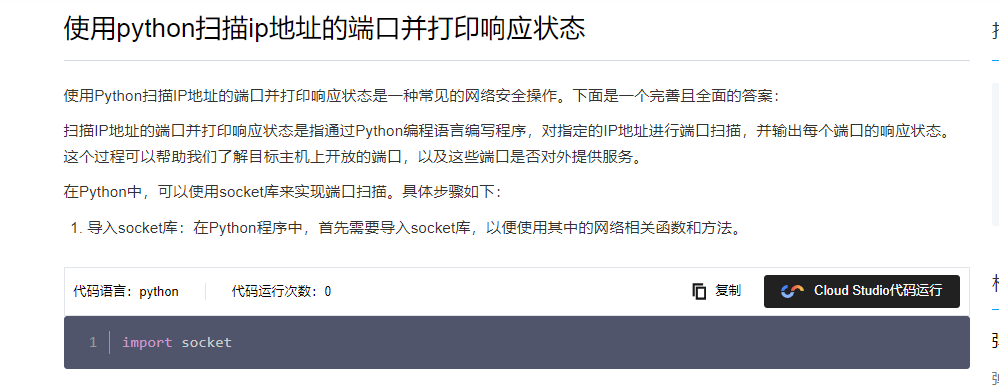 使用python扫描ip地址的端口并打印响应状态
使用Python扫描IP地址的端口并打印响应状态是一种常见的网络安全操作。下面是一个完善且全面的答案：
扫描IP地址的端口并打印响应状态是指通过Python编程语言编写程序，对指定的IP地址进行端口扫描，并输出每个端口的响应状态。
这个过程可以帮助我们了解目标主机上开放的端口，以及这些端口是否对外提供服务。
在Python中，可以使用socket库来实现端口扫描。具体步骤如下：
1. 导入socket库：在Python程序中，首先需要导入socket库，以便使用其中的网络相关函数和方法。
代码语言：python 代码运行次数：0 复制 Cloud Studio代码运行
1 import socket